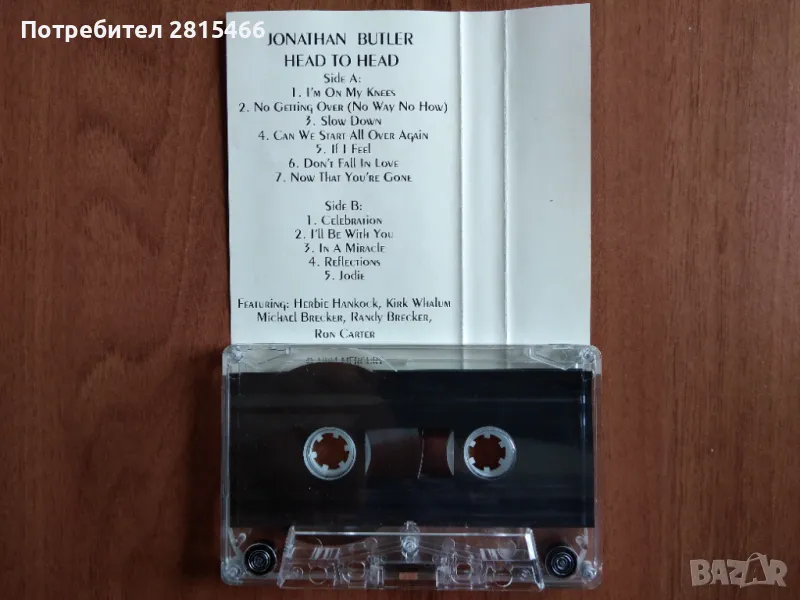 Потребител 2815466
JONATHAN BUTLER
HEAD TO HEAD
Side A:
1. I'm On My Knees
2. No Getting Over (No Way No How)
3. Slow Down
4. Can We Start All Over Again
5. If I Feel
6. Don't Fall In Love
7. Now That You're Gone
Side B:
1. Celebration
2. I'll Be With You
3. In A Miracle
4. Reflections
5. Jodie
Featuring: Herbie Hankock, Kirk Whalum
Michael Brecker, Randy Brecker,
Ron Carter
BAZAR